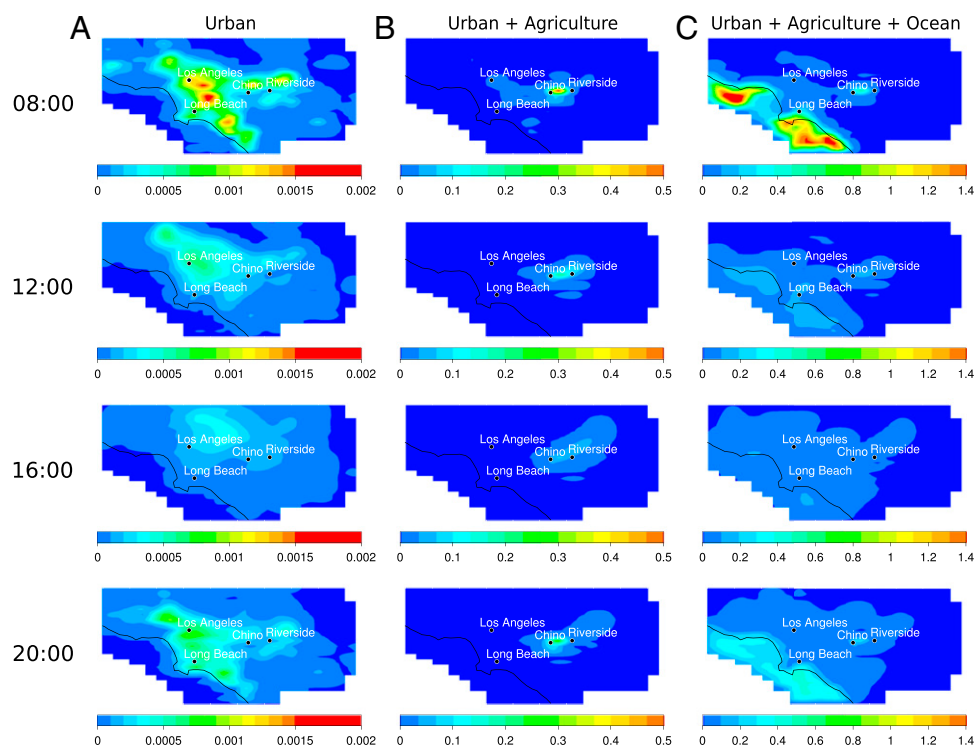 A Urban B Urban + Agriculture C Urban + Agriculture + Ocean
08:00
Los Angeles Los Angeles Los Angeles
Chino Riverside Chino Riverside Chino Riverside
Long Beach Long Beach Long Beach
0 0.0005 0.001 0.0015 0.002 0 0.1 0.2 0.3 0.4 0.5 0 0.2 0.4 0.6 0.8 1 1.2 1.4
12:00
Los Angeles Los Angeles Los Angeles
Chino Riverside Chino Riverside Chino Riverside
Long Beach Long Beach Long Beach
0 0.0005 0.001 0.0015 0.002 0 0.1 0.2 0.3 0.4 0.5 0 0.2 0.4 0.6 0.8 1 1.2 1.4
16:00
Los Angeles Los Angeles Los Angeles
Chino Riverside Chino Riverside Chino Riverside
Long Beach Long Beach Long Beach
0 0.0005 0.001 0.0015 0.002 0 0.1 0.2 0.3 0.4 0.5 0 0.2 0.4 0.6 0.8 1 1.2 1.4
20:00
Los Angeles Los Angeles Los Angeles
Chino Riverside Chino Riverside Chino Riverside
Long Beach Long Beach Long Beach
0 0.0005 0.001 0.0015 0.002 0 0.1 0.2 0.3 0.4 0.5 0 0.2 0.4 0.6 0.8 1 1.2 1.4